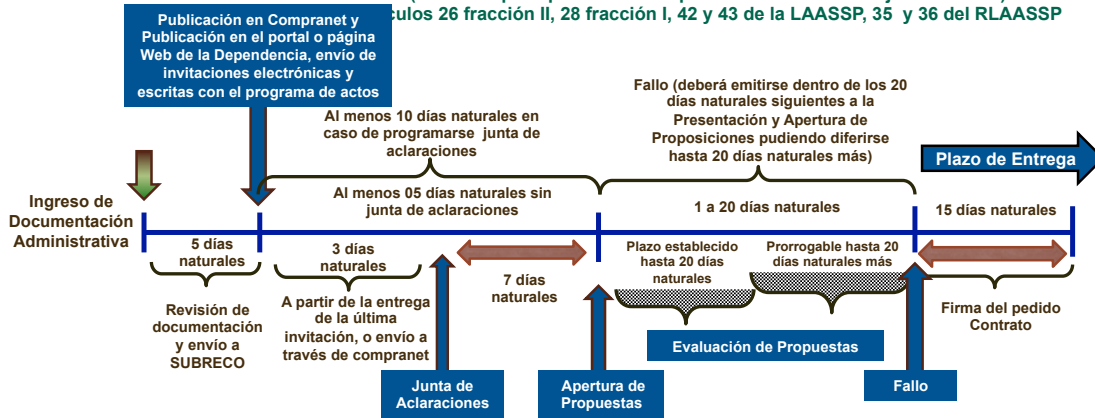 culos 26 fracción II, 28 fracción I, 42 y 43 de la LAASSP, 35 y 36 del RLAASSP
Publicación en Compranet y
Publicación en el portal o página
Web de la Dependencia, envío de
invitaciones electrónicas y
escritas con el programa de actos
Al menos 10 días naturales en
caso de programarse junta de
aclaraciones
Fallo (deberá emitirse dentro de los 20
días naturales siguientes a la
Presentación y Apertura de
Proposiciones pudiendo diferirse
hasta 20 días naturales más)
Plazo de Entrega
Ingreso de
Documentación
Administrativa
Al menos 05 días naturales sin
junta de aclaraciones
1 a 20 días naturales
15 días naturales
5 días
naturales
3 días
naturales
7 días
naturales
Plazo establecido
hasta 20 días
naturales
Prorrogable hasta 20
días naturales más
Revisión de
documentación
y envío a
SUBRECO
A partir de la entrega
de la última
invitación, o envío a
través de compranet
Firma del pedido
Contrato
Evaluación de Propuestas
Junta de
Aclaraciones
Apertura de
Propuestas
Fallo